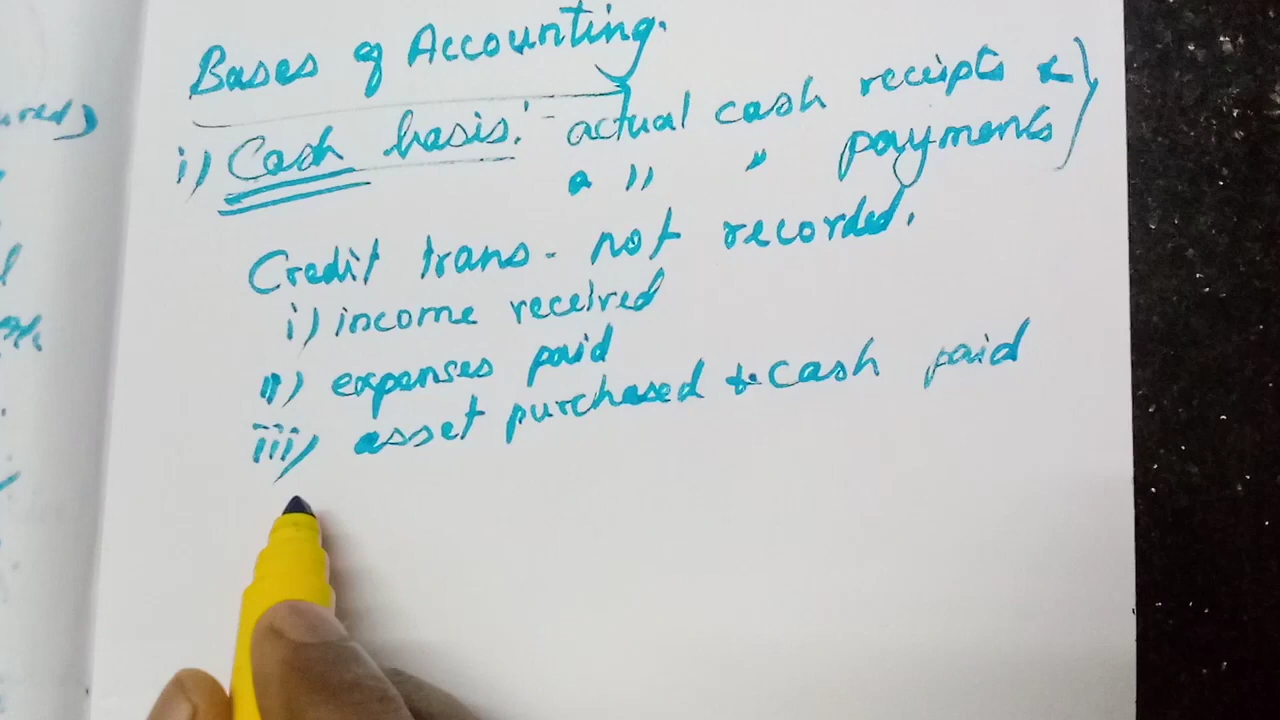 Bases of Accounting.
i) Cash basis:- actual cash receipts &
a " " payments
Credit trans. not recorded.
i) income received
ii) expenses paid
iii) asset purchased & cash paid